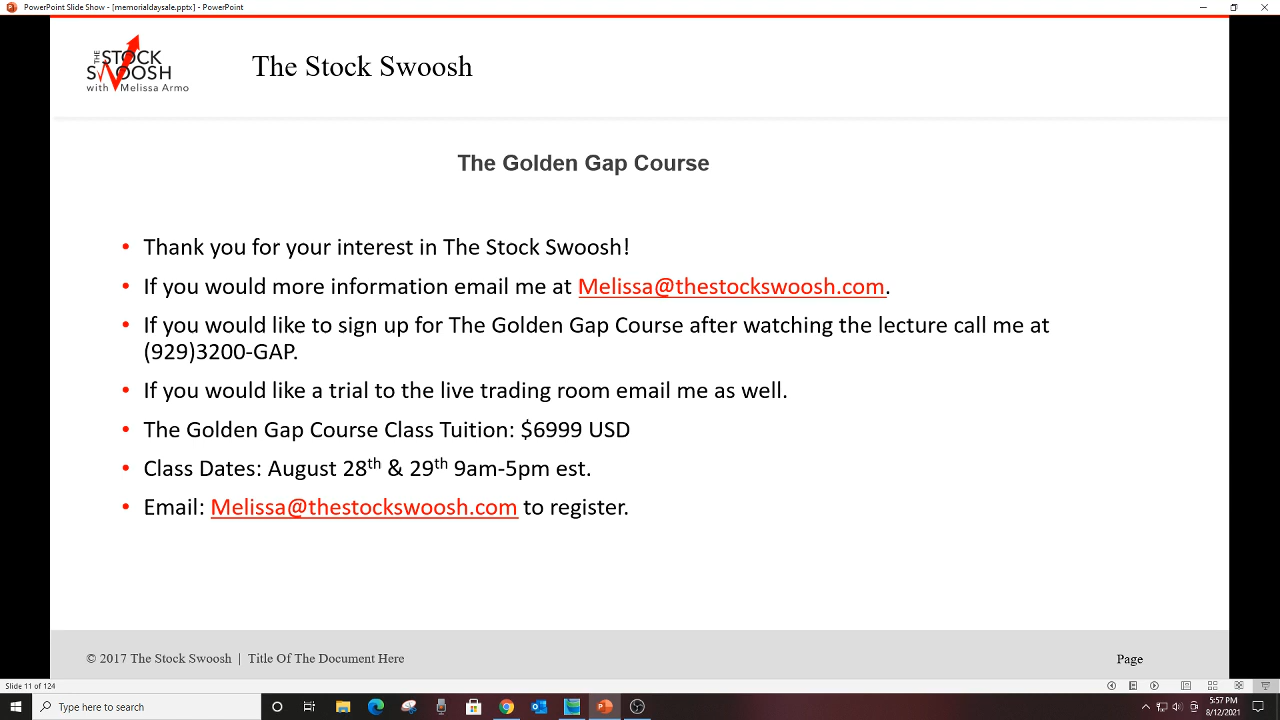 PowerPoint Slide Show - [memorialdaysale.pptx] - PowerPoint
THE
STOCK
SWOOSH
with Melissa Armo
The Stock Swoosh
The Golden Gap Course
• Thank you for your interest in The Stock Swoosh!
• If you would more information email me at Melissa@thestockswoosh.com.
• If you would like to sign up for The Golden Gap Course after watching the lecture call me at
(929)3200-GAP.
• If you would like a trial to the live trading room email me as well.
• The Golden Gap Course Class Tuition: $6999 USD
• Class Dates: August 28th & 29th 9am-5pm est.
• Email: Melissa@thestockswoosh.com to register.
© 2017 The Stock Swoosh | Title Of The Document Here
Page
Slide 11 of 124
Type here to search
5:57 PM
8/12/2021